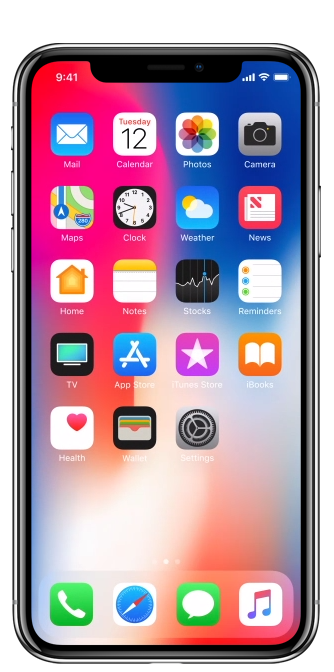 9:41
Tuesday
12
Mail Calendar Photos Camera
280
Maps Clock Weather News
Home Notes Stocks Reminders
TV App Store iTunes Store iBooks
Health Wallet Settings